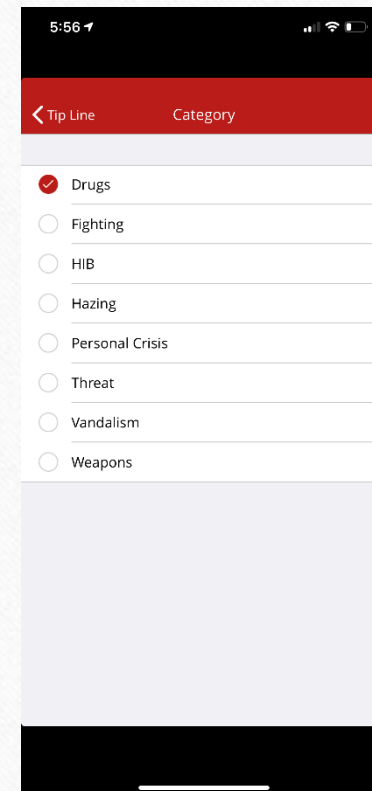 5:56
Tip Line
Category
Drugs
Fighting
HIB
Hazing
Personal Crisis
Threat
Vandalism
Weapons